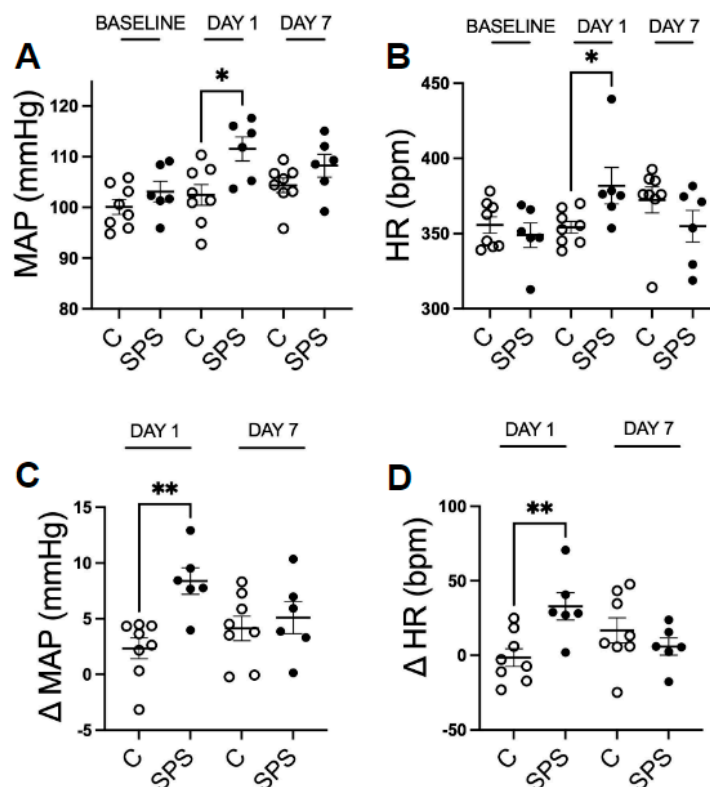 BASELINE DAY 1 DAY 7
A
MAP (mmHg)
120
110
100
90
80
*
C SPS C SPS C SPS
BASELINE DAY 1 DAY 7
B
HR (bpm)
450
400
350
300
*
C SPS C SPS C SPS
DAY 1 DAY 7
C
Δ MAP (mmHg)
15
10
5
0
-5
**
C SPS C SPS
DAY 1 DAY 7
D
Δ HR (bpm)
100
50
0
-50
**
C SPS C SPS